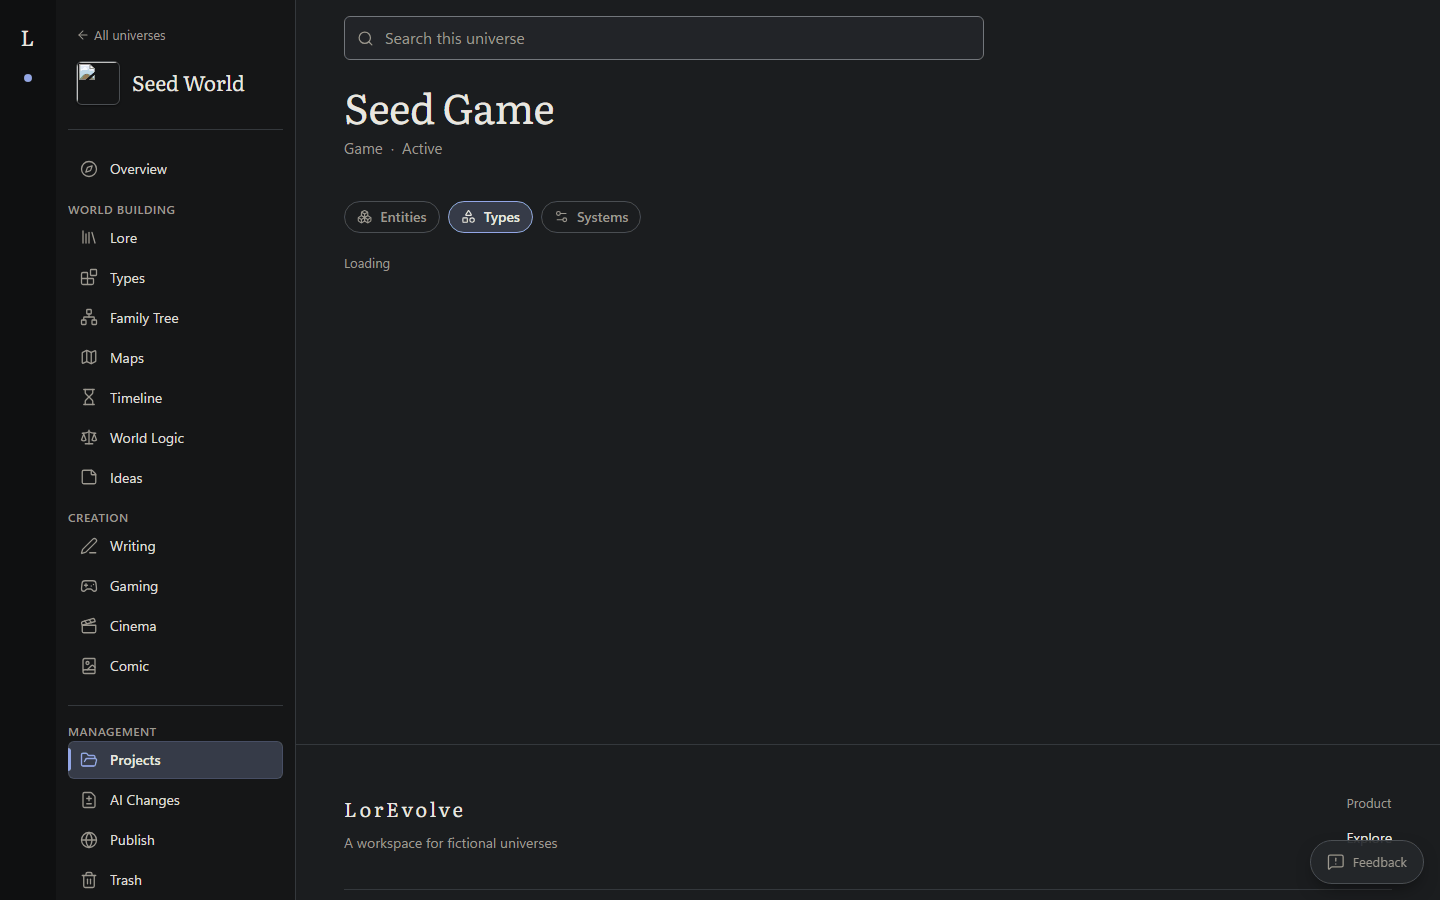 L
All universes
Seed World
Overview
WORLD BUILDING
Lore
Types
Family Tree
Maps
Timeline
World Logic
Ideas
CREATION
Writing
Gaming
Cinema
Comic
MANAGEMENT
Projects
AI Changes
Publish
Trash
Search this universe
Seed Game
Game · Active
Entities Types Systems
Loading
LorEvolve
A workspace for fictional universes
Product
Explore
Feedback